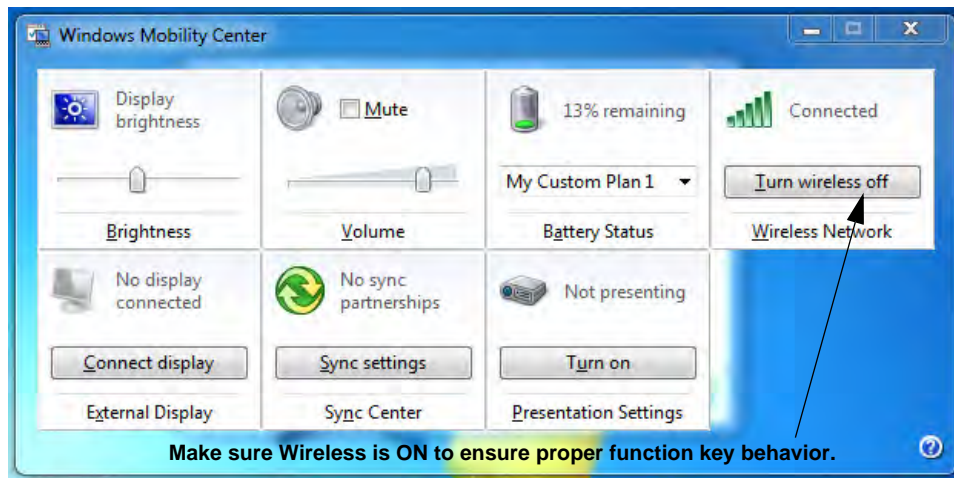 Windows Mobility Center
Display
brightness
Brightness
Mute
Volume
13% remaining
My Custom Plan 1
Battery Status
Connected
Turn wireless off
Wireless Network
No display
connected
Connect display
External Display
No sync
partnerships
Sync settings
Sync Center
Not presenting
Turn on
Presentation Settings
Make sure Wireless is ON to ensure proper function key behavior.
?